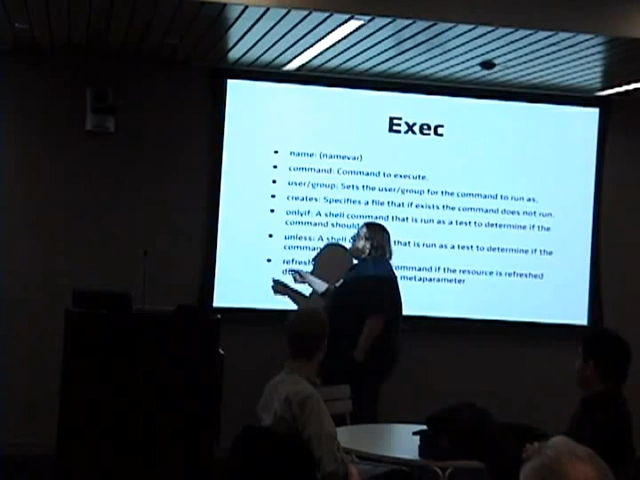 Exec
• name: (namevar)
• command: Command to execute.
• user/group: Sets the user/group for the command to run as.
• creates: Specifies a file that if exists the command does not run.
• onlyif: A shell command that is run as a test to determine if the
command should
• unless: A shell that is run as a test to determine if the
• command if the resource is refreshed
metaparameter